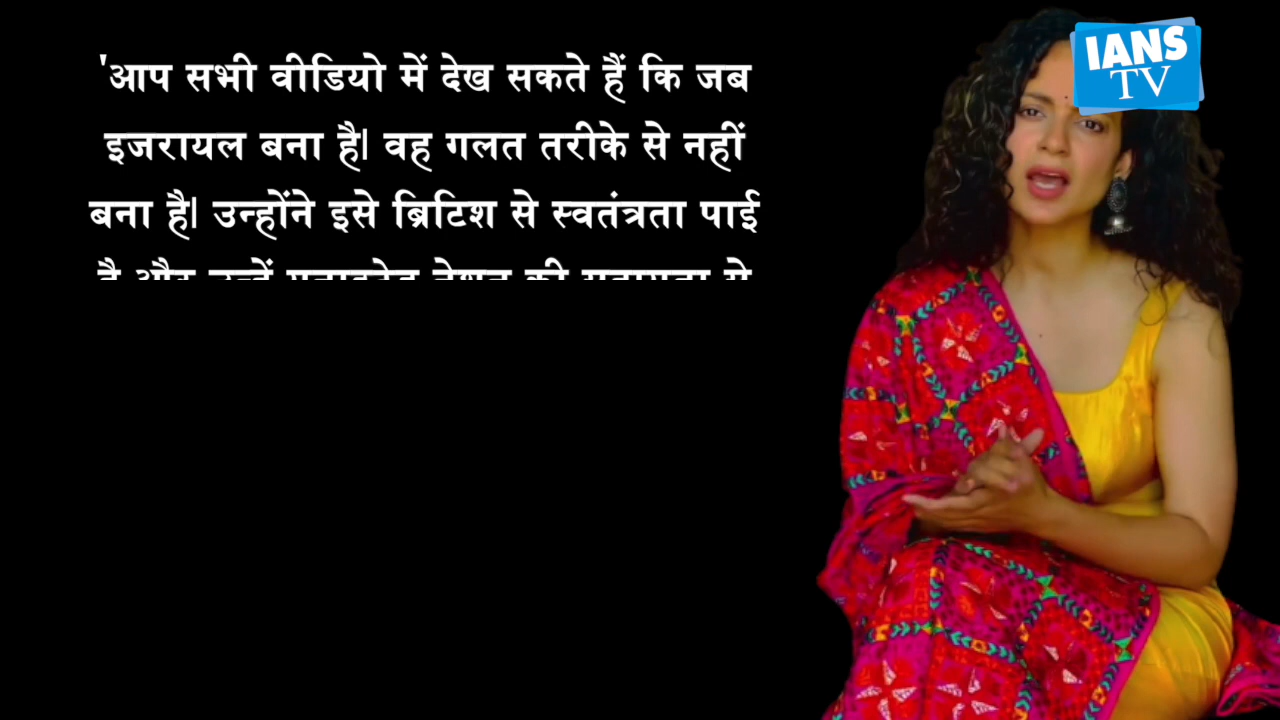 'आप सभी वीडियो में देख सकते हैं कि जब
इजरायल बना है| वह गलत तरीके से नहीं
बना है| उन्होंने इसे ब्रिटिश से स्वतंत्रता पाई
IANS
TV